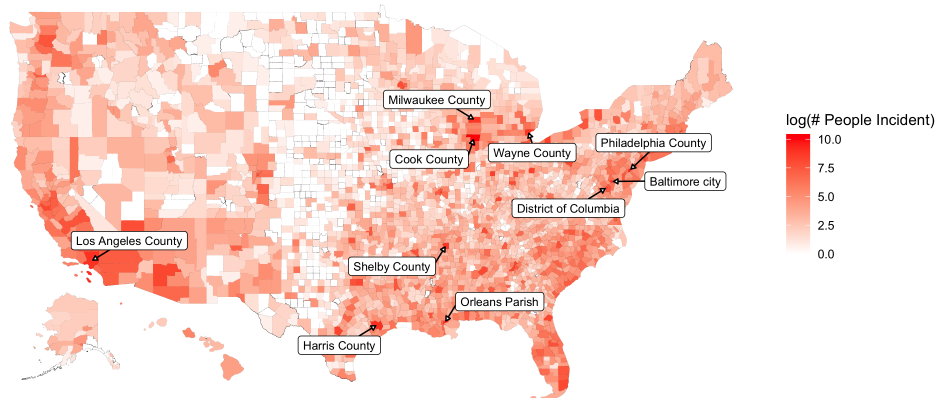 Milwaukee County
log(# People Incident)
10.0
7.5
5.0
2.5
0.0
Philadelphia County
Wayne County
Cook County
Baltimore city
District of Columbia
Los Angeles County
Shelby County
Orleans Parish
Harris County